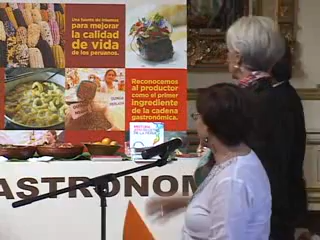 Una fuente de insumos
para mejorar
la calidad
de vida
de los peruanos.
Reconocemos
al productor
como el primer
ingrediente
de la cadena
gastronómica.
GASTRONOM